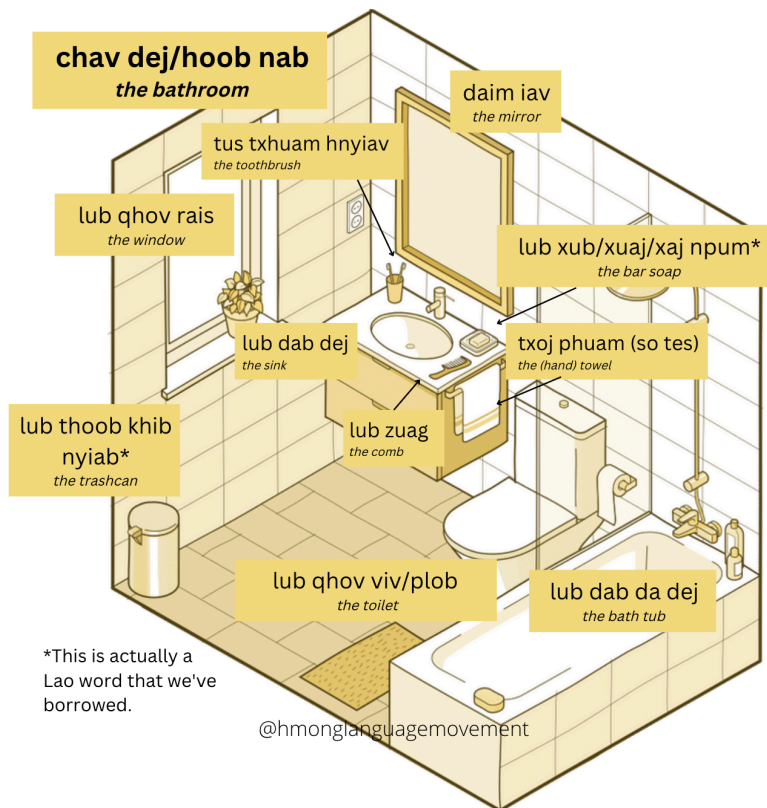 chav dej/hoob nab
the bathroom
daim iav
the mirror
tus txhuam hnyiav
the toothbrush
lub qhov rais
the window
lub xub/xuaj/xaj npum*
the bar soap
lub dab dej
the sink
txoj phuam (so tes)
the (hand) towel
lub thoob khib
nyiab*
the trashcan
lub zuag
the comb
lub qhov viv/plob
the toilet
lub dab da dej
the bath tub
*This is actually a
Lao word that we've
borrowed.
@hmonglanguagemovement